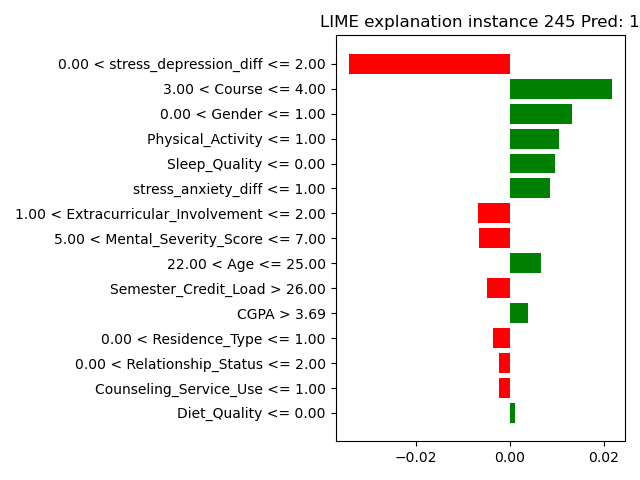 LIME explanation instance 245 Pred: 1
0.00 < stress_depression_diff <= 2.00
3.00 < Course <= 4.00
0.00 < Gender <= 1.00
Physical_Activity <= 1.00
Sleep_Quality <= 0.00
stress_anxiety_diff <= 1.00
1.00 < Extracurricular_Involvement <= 2.00
5.00 < Mental_Severity_Score <= 7.00
22.00 < Age <= 25.00
Semester_Credit_Load > 26.00
CGPA > 3.69
0.00 < Residence_Type <= 1.00
0.00 < Relationship_Status <= 2.00
Counseling_Service_Use <= 1.00
Diet_Quality <= 0.00
−0.02 0.00 0.02